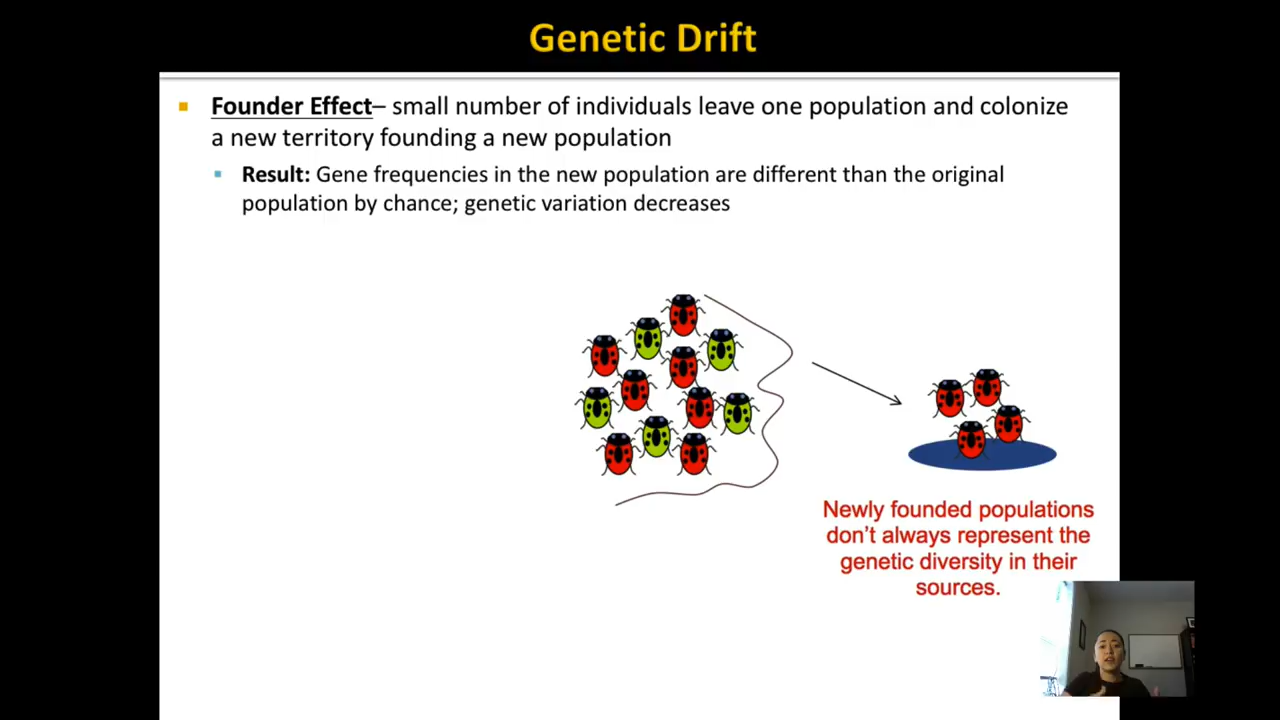 Genetic Drift
Founder Effect– small number of individuals leave one population and colonize
a new territory founding a new population
Result: Gene frequencies in the new population are different than the original
population by chance; genetic variation decreases
Newly founded populations
don't always represent the
genetic diversity in their
sources.